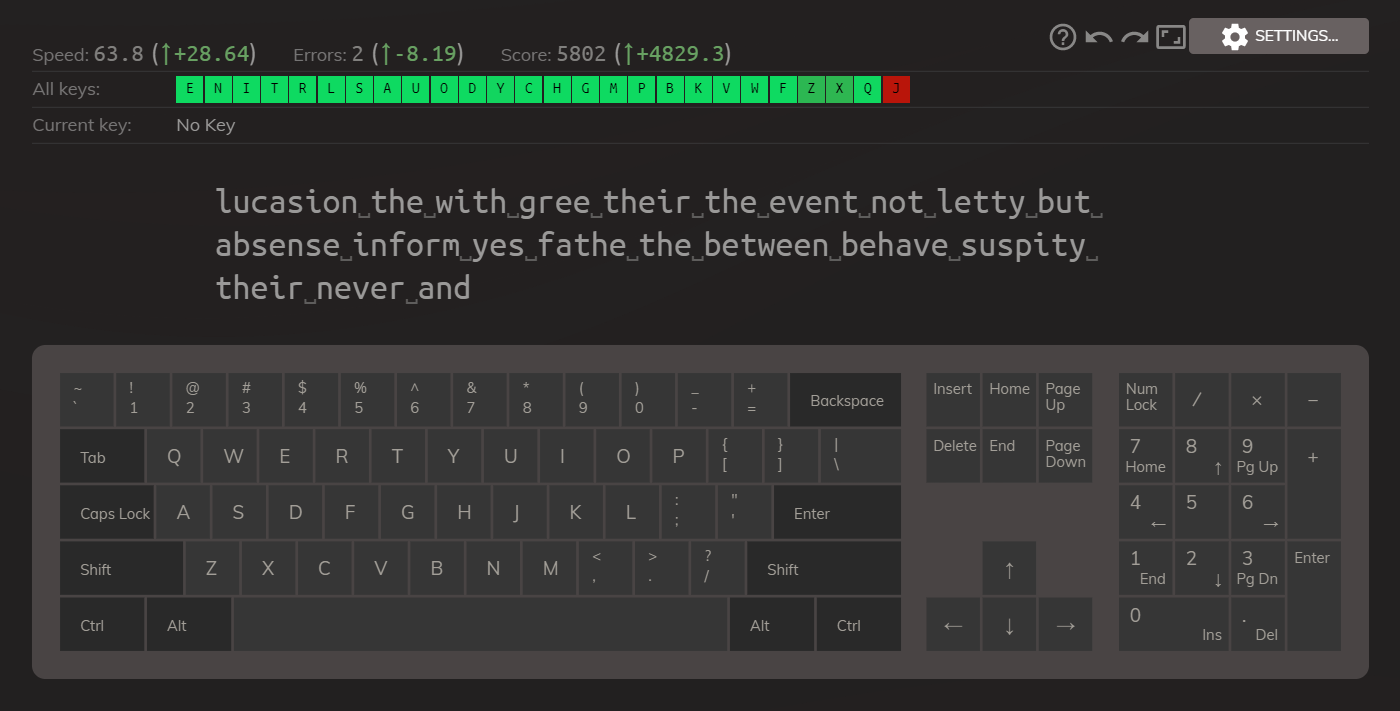 Speed: 63.8 (↑+28.64) Errors: 2 (↑-8.19) Score: 5802 (↑+4829.3) SETTINGS...
All keys: E N I T R L S A U O D Y C H G M P B K V W F Z X Q J
Current key: No Key
lucasion␣the␣with␣gree␣their␣the␣event␣not␣letty␣but␣
absense␣inform␣yes␣fathe␣the␣between␣behave␣suspity␣
their␣never␣and
~ ! @ # $ % ^ & * ( ) _ +
` 1 2 3 4 5 6 7 8 9 0 - = Backspace
Tab Q W E R T Y U I O P { [ } ] | \
Caps Lock A S D F G H J K L : ; " ' Enter
Shift Z X C V B N M < , > . ? / Shift
Ctrl Alt Alt Ctrl
Insert Home Page Up
Delete End Page Down
↑
← ↓ →
Num Lock / × −
7 Home 8 ↑ 9 Pg Up +
4 ← 5 6 →
1 End 2 ↓ 3 Pg Dn Enter
0 Ins . Del